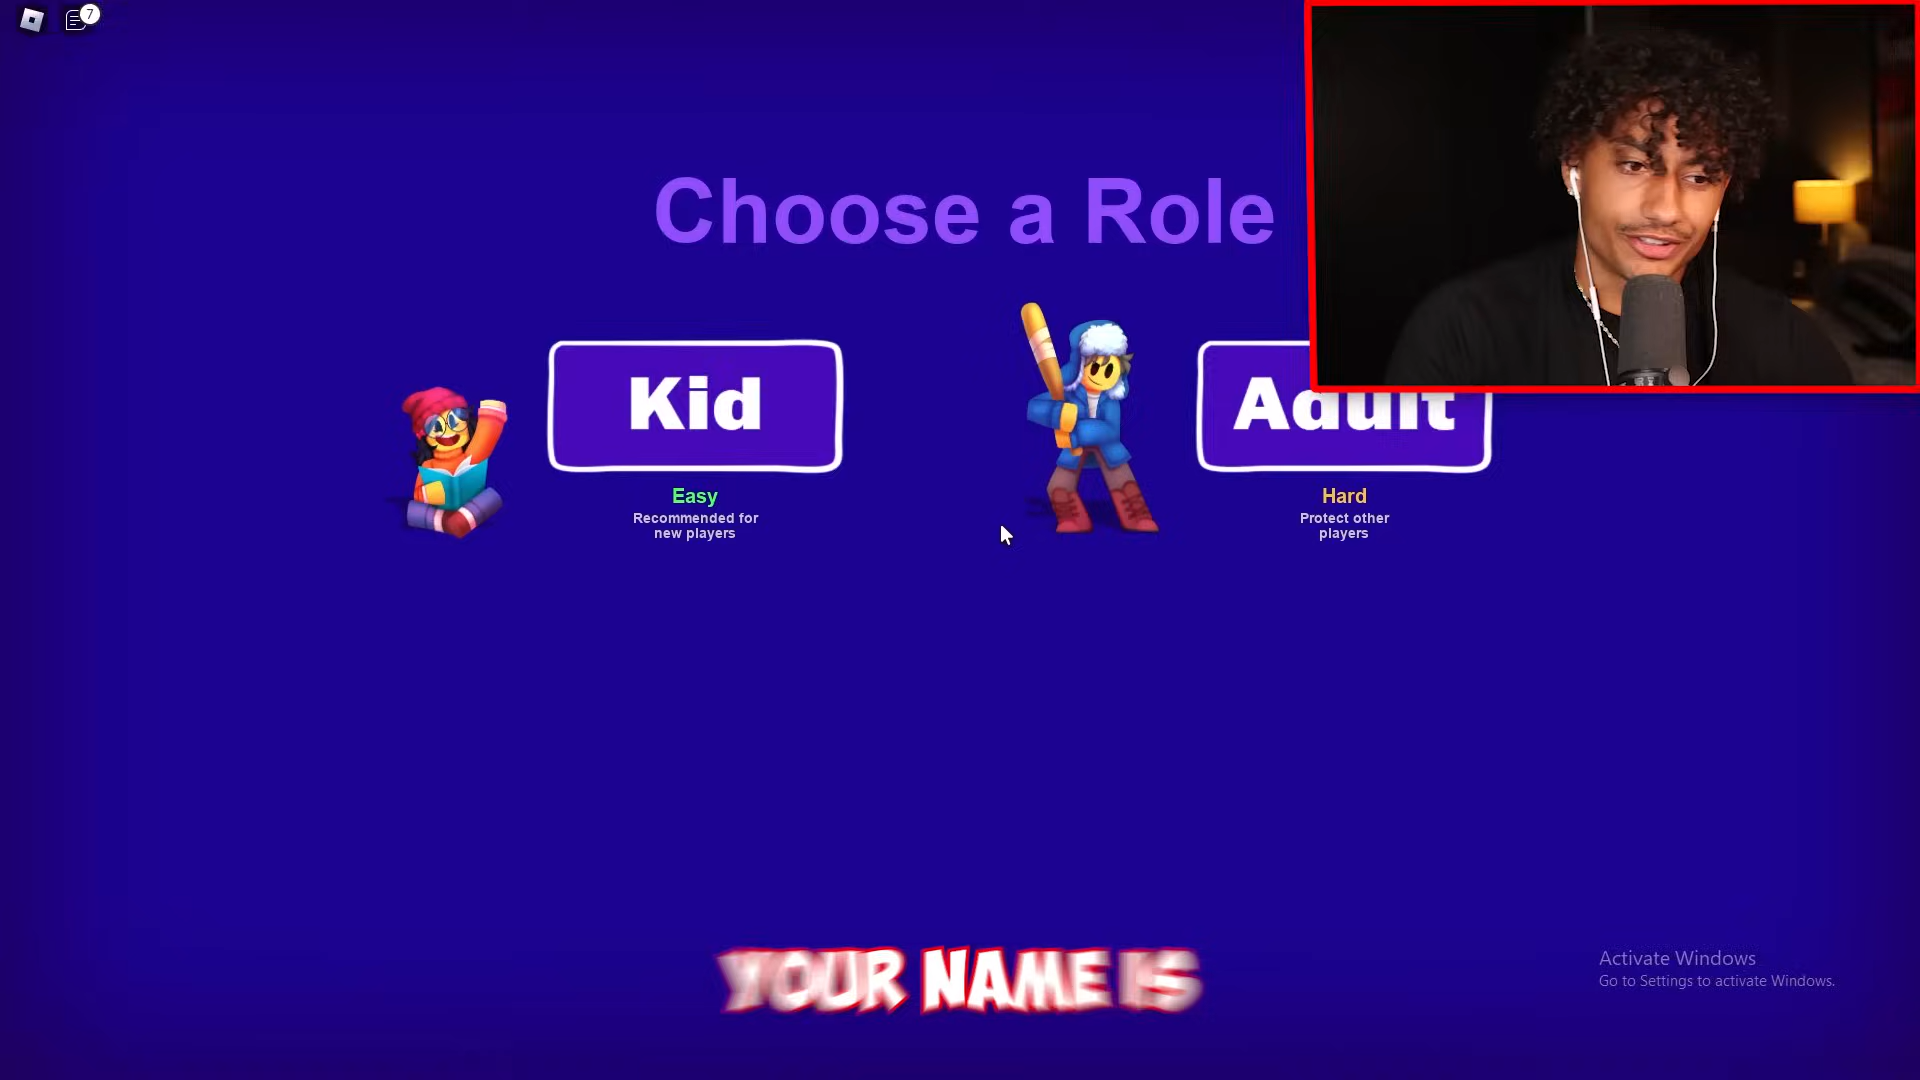 7
Choose a Role
Kid
Adult
Easy
Recommended for
new players
Hard
Protect other
players
YOUR NAME IS
Activate Windows
Go to Settings to activate Windows.